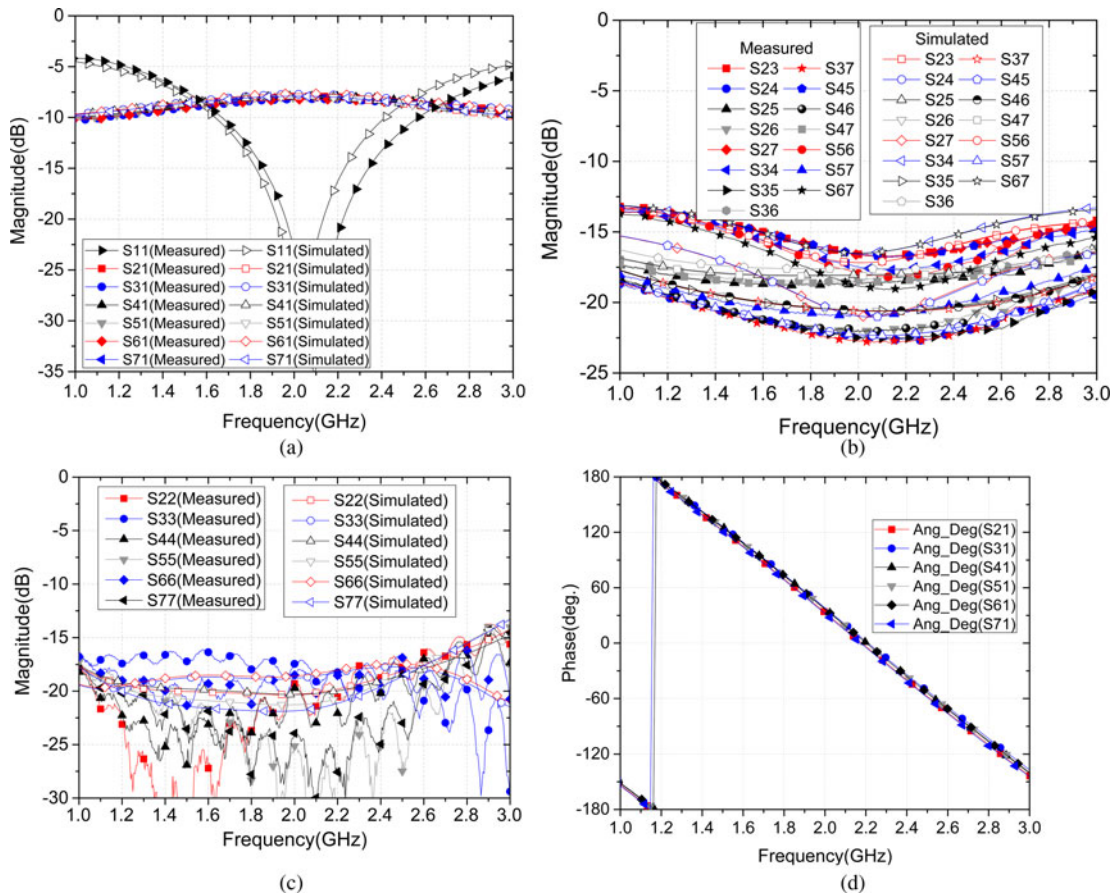 0
-5
-10
-15
-20
-25
-30
-35
Magnitude(dB)
S11(Measured) S11(Simulated)
S21(Measured) S21(Simulated)
S31(Measured) S31(Simulated)
S41(Measured) S41(Simulated)
S51(Measured) S51(Simulated)
S61(Measured) S61(Simulated)
S71(Measured) S71(Simulated)
1.0 1.2 1.4 1.6 1.8 2.0 2.2 2.4 2.6 2.8 3.0
Frequency(GHz)
(a)
0
-5
-10
-15
-20
-25
Magnitude(dB)
Measured
S23 S37
S24 S45
S25 S46
S26 S47
S27 S56
S34 S57
S35 S67
S36
Simulated
S23 S37
S24 S45
S25 S46
S26 S47
S27 S56
S34 S57
S35 S67
S36
1.0 1.2 1.4 1.6 1.8 2.0 2.2 2.4 2.6 2.8 3.0
Frequency(GHz)
(b)
0
-5
-10
-15
-20
-25
-30
Magnitude(dB)
S22(Measured) S22(Simulated)
S33(Measured) S33(Simulated)
S44(Measured) S44(Simulated)
S55(Measured) S55(Simulated)
S66(Measured) S66(Simulated)
S77(Measured) S77(Simulated)
1.0 1.2 1.4 1.6 1.8 2.0 2.2 2.4 2.6 2.8 3.0
Frequency(GHz)
(c)
180
120
60
0
-60
-120
-180
Phase(deg.)
Ang_Deg(S21)
Ang_Deg(S31)
Ang_Deg(S41)
Ang_Deg(S51)
Ang_Deg(S61)
Ang_Deg(S71)
1.0 1.2 1.4 1.6 1.8 2.0 2.2 2.4 2.6 2.8 3.0
Frequency(GHz)
(d)